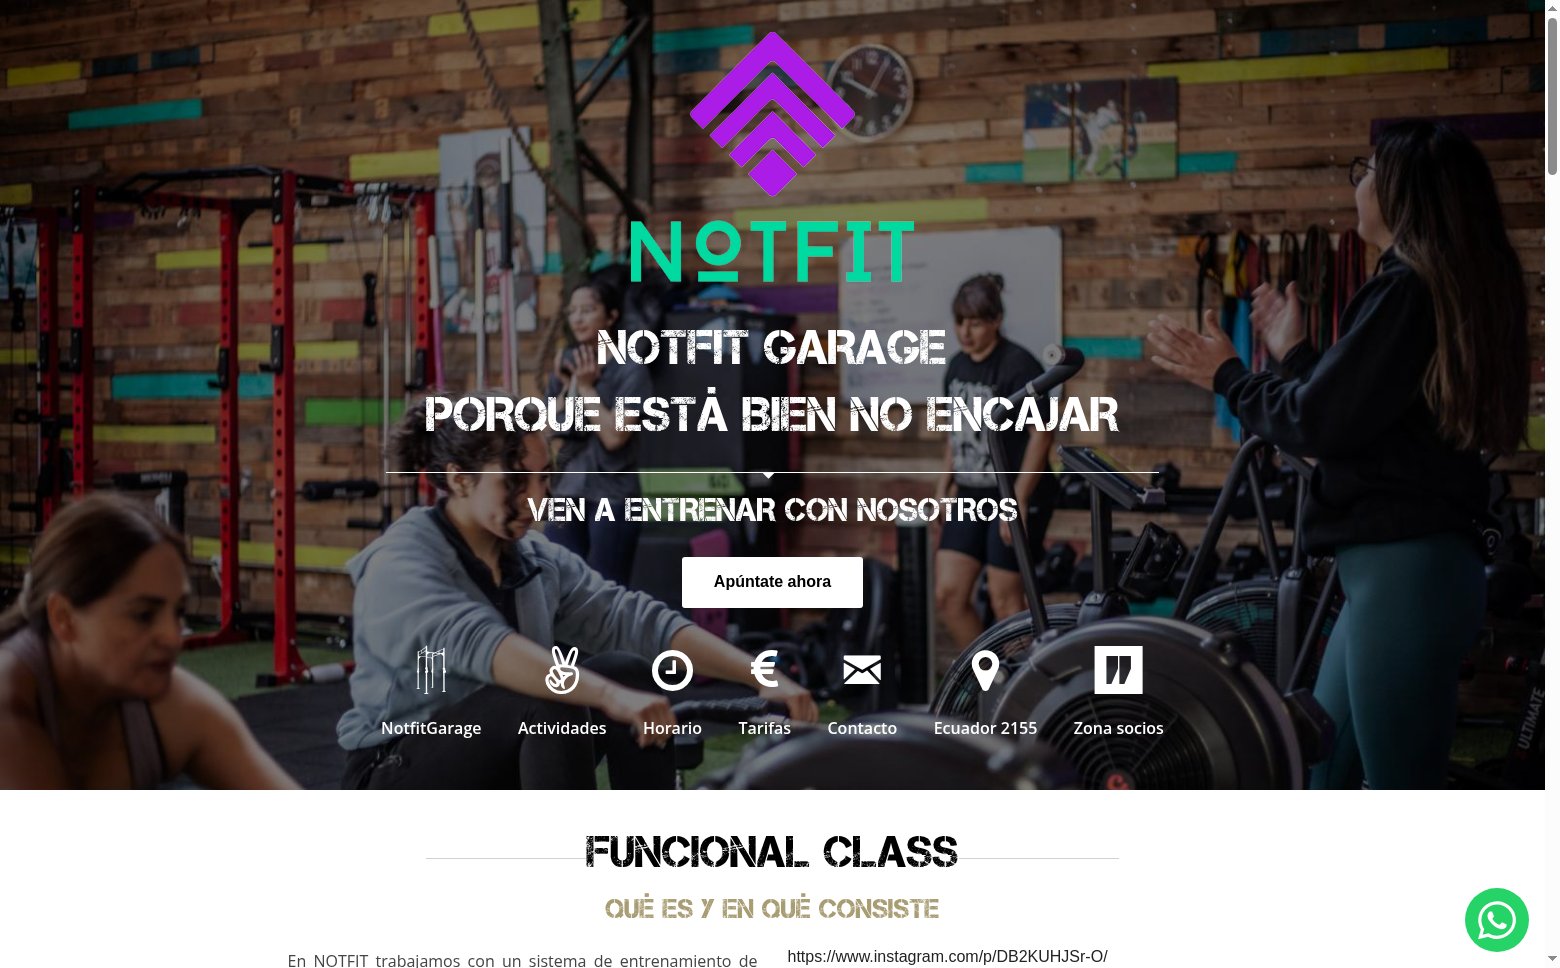 NOTFIT
NOTFIT GARAGE
PORQUE ESTÁ BIEN NO ENCAJAR
VEN A ENTRENAR CON NOSOTROS
Apúntate ahora
NotfitGarage
Actividades
Horario
Tarifas
Contacto
Ecuador 2155
Zona socios
ULTIMATE
FUNCIONAL CLASS
QUÉ ES Y EN QUÉ CONSISTE
En NOTFIT trabajamos con un sistema de entrenamiento de
https://www.instagram.com/p/DB2KUHJSr-O/